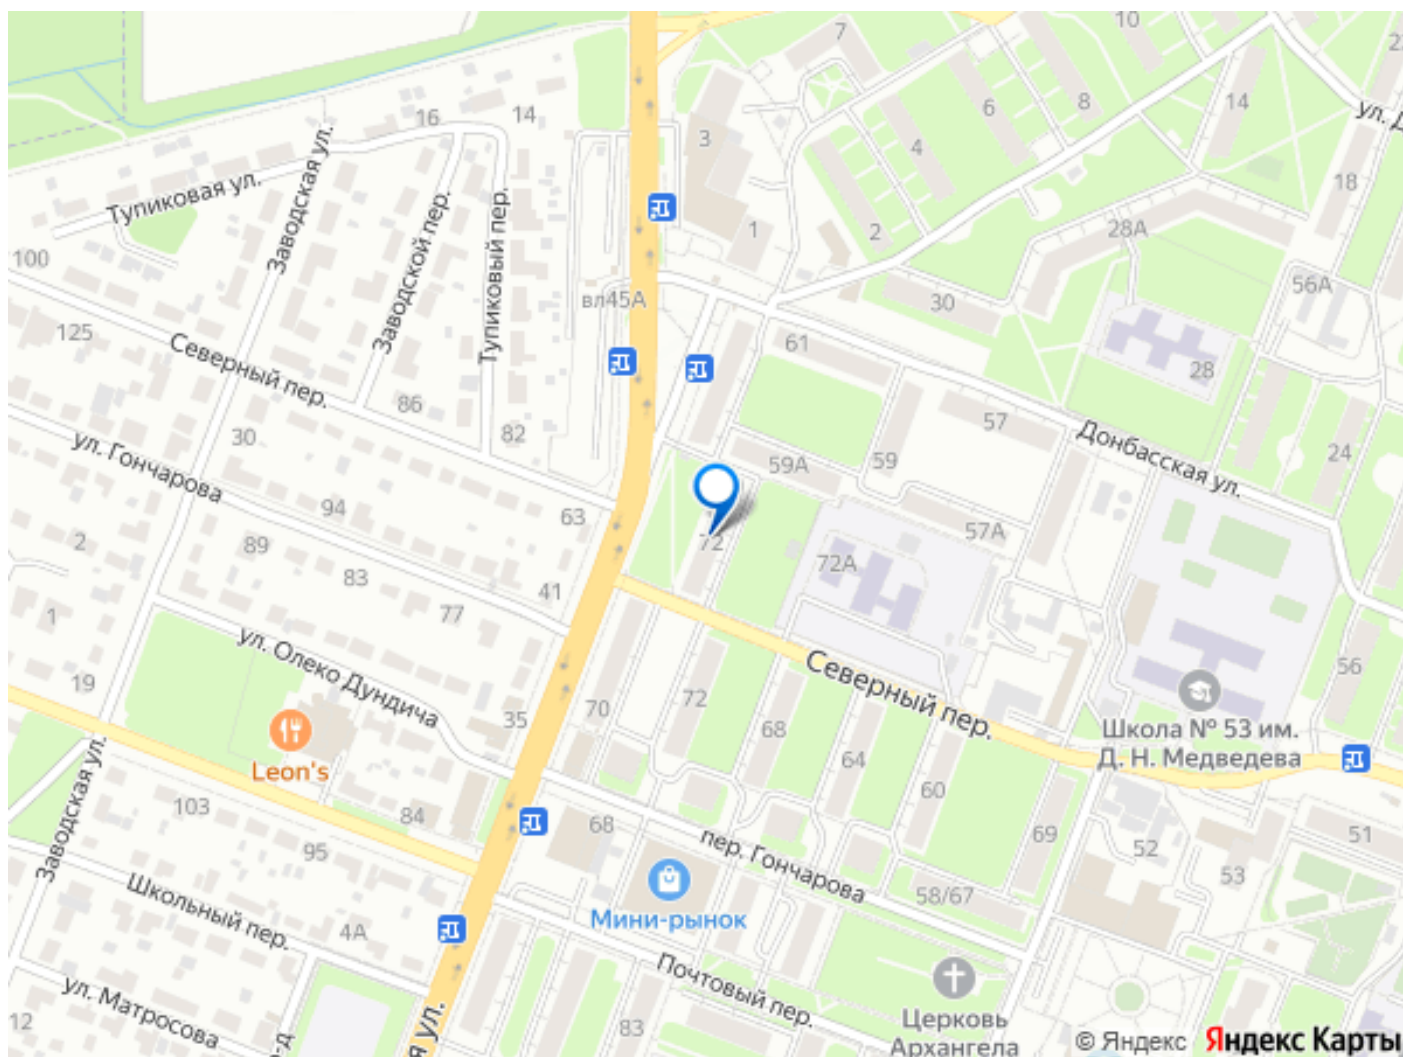 7
10
16
14
6
8
14
ул. Д
3
4
18
Тупиковая ул.
Заводская ул.
Заводской пер.
Тупиковый пер.
1
2
28А
100
вл45А
30
56А
125
Северный пер.
61
28
86
82
57
24
30
ул. Гончарова
59А
59
Донбасская ул.
94
63
57А
2
89
72
72А
83
41
1
77
ул. Олеко Дундича
Северный пер.
56
19
35
70
72
68
64
60
Школа № 53 им.
Д. Н. Медведева
Leon's
Заводская ул.
103
84
68
пер. Гончарова
69
52
51
95
53
58/67
Школьный пер.
4А
Мини-рынок
ул. Матросова
Почтовый пер.
12
83
я ул.
Церковь
Архангела
© Яндекс Яндекс Карты